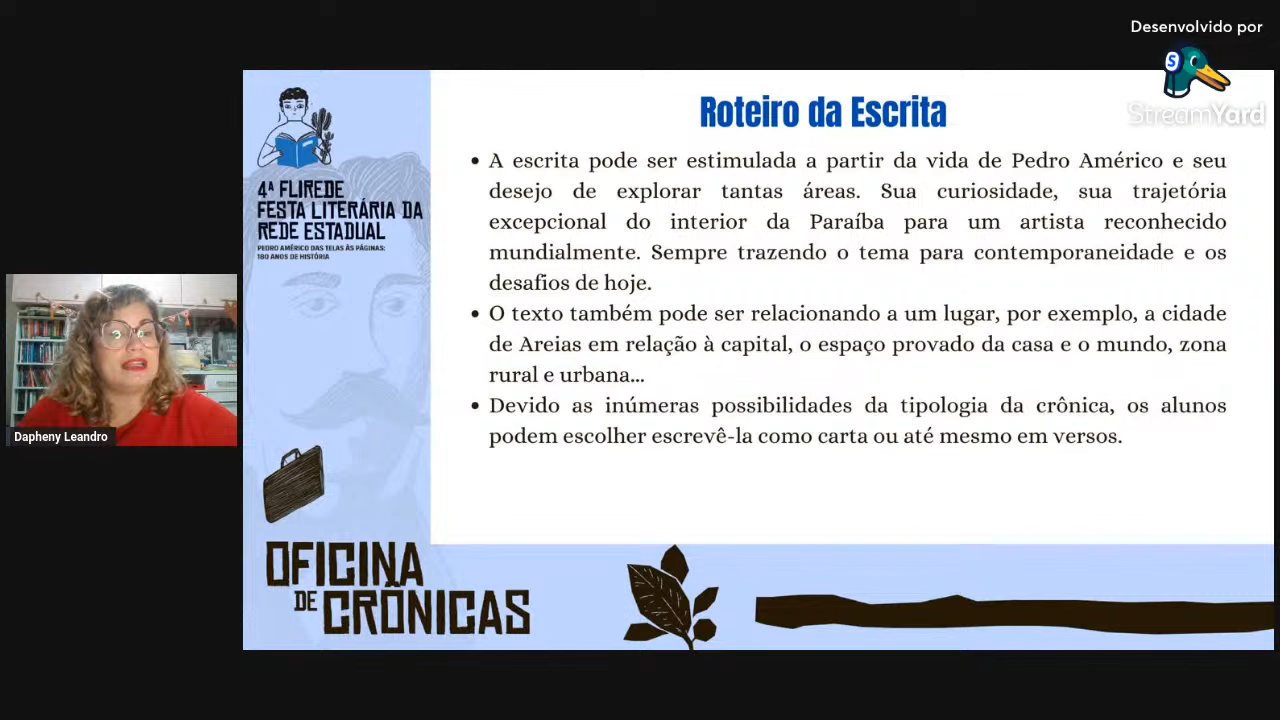 Desenvolvido por
StreamYard
4ª FLIREDE
FESTA LITERÁRIA DA
REDE ESTADUAL
PEDRO AMÉRICO DAS TELAS ÀS PÁGINAS:
180 ANOS DE HISTÓRIA
Roteiro da Escrita
• A escrita pode ser estimulada a partir da vida de Pedro Américo e seu
desejo de explorar tantas áreas. Sua curiosidade, sua trajetória
excepcional do interior da Paraíba para um artista reconhecido
mundialmente. Sempre trazendo o tema para contemporaneidade e os
desafios de hoje.
• O texto também pode ser relacionando a um lugar, por exemplo, a cidade
de Areias em relação à capital, o espaço provado da casa e o mundo, zona
rural e urbana...
• Devido as inúmeras possibilidades da tipologia da crônica, os alunos
podem escolher escrevê-la como carta ou até mesmo em versos.
Dapheny Leandro
OFICINA
DE CRÔNICAS